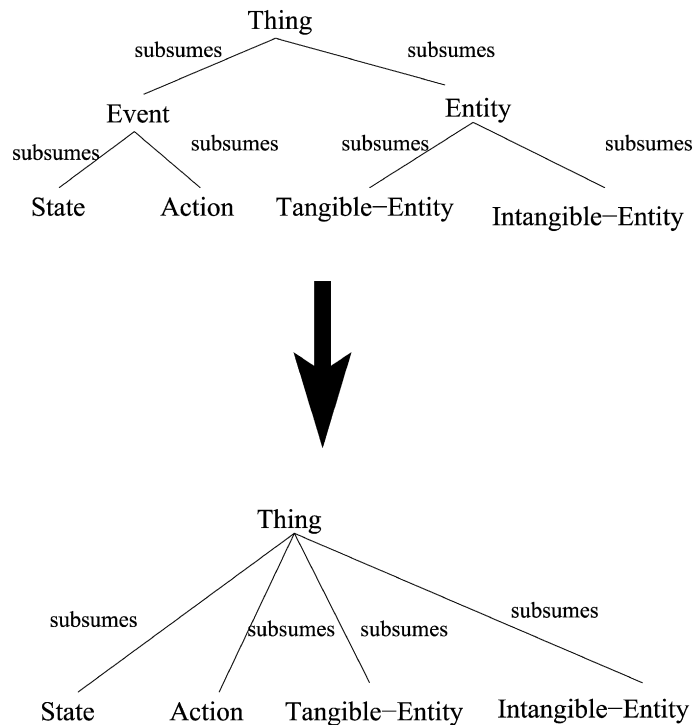 Thing
subsumes subsumes
Event Entity
subsumes subsumes subsumes subsumes
State Action Tangible−Entity Intangible−Entity
Thing
subsumes subsumes subsumes subsumes
State Action Tangible−Entity Intangible−Entity